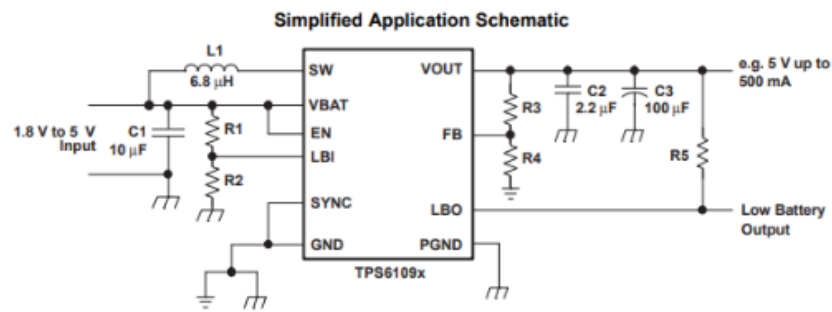 Simplified Application Schematic
L1
6.8 μH
SW
VOUT
e.g. 5 V up to
500 mA
VBAT
C2
2.2 μF
C3
100 μF
R3
1.8 V to 5 V
Input
C1
10 μF
R1
EN
FB
LBI
R4
R5
R2
SYNC
LBO
Low Battery
Output
GND
PGND
TPS6109x